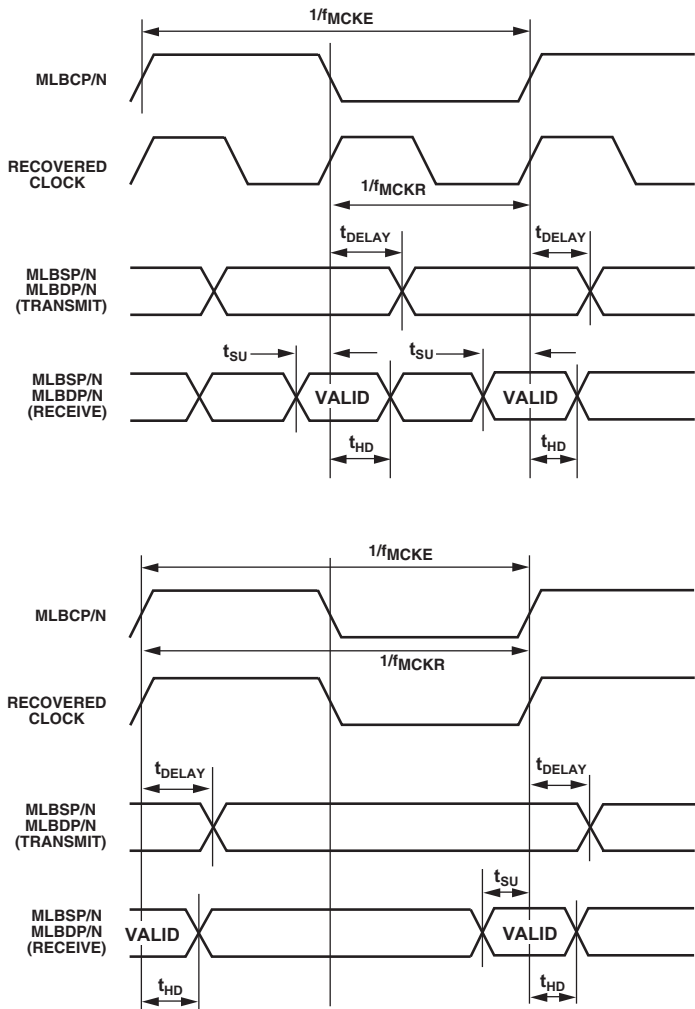 1/fMCKE
MLBCP/N
RECOVERED
CLOCK
1/fMCKR
tDELAY
tDELAY
MLBSP/N
MLBDP/N
(TRANSMIT)
tSU
tSU
MLBSP/N
MLBDP/N
(RECEIVE)
VALID
VALID
tHD
tHD
1/fMCKE
MLBCP/N
1/fMCKR
RECOVERED
CLOCK
tDELAY
tDELAY
MLBSP/N
MLBDP/N
(TRANSMIT)
tSU
MLBSP/N
MLBDP/N
(RECEIVE)
VALID
VALID
tHD
tHD